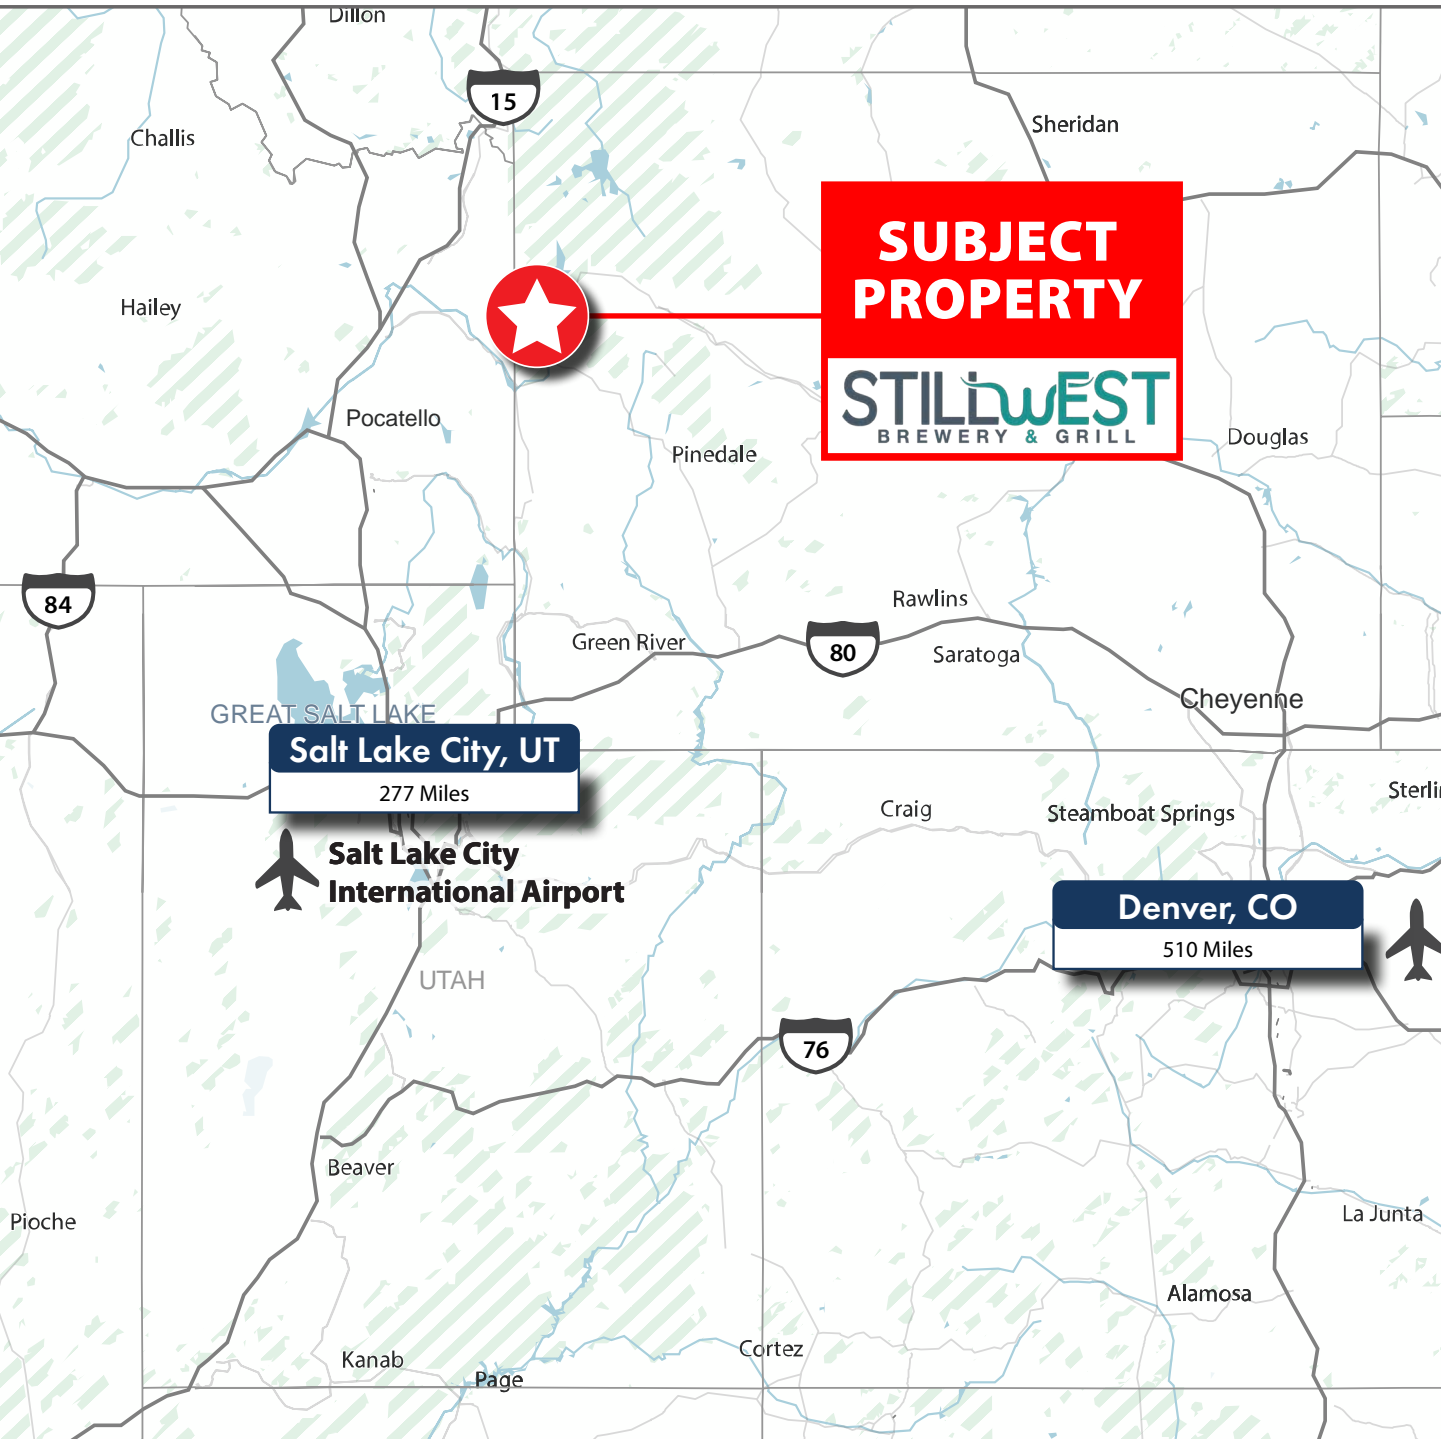 Dillon
15
Challis
Sheridan
SUBJECT
PROPERTY
Hailey
STILLWEST
BREWERY & GRILL
Pocatello
Pinedale
Douglas
84
Rawlins
Green River
80
Saratoga
Cheyenne
GREAT SALT LAKE
Salt Lake City, UT
277 Miles
Craig
Steamboat Springs
Salt Lake City
International Airport
Denver, CO
510 Miles
UTAH
76
Beaver
Pioche
La Junta
Alamosa
Cortez
Kanab
Page